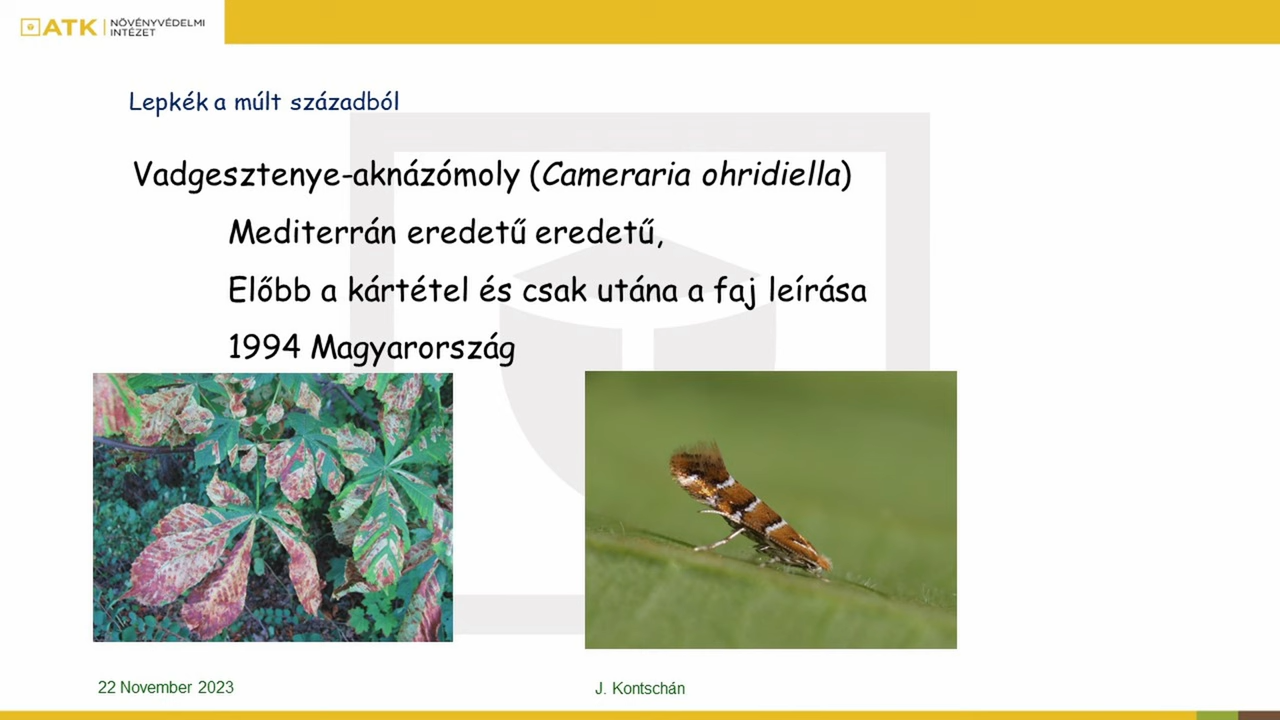 ATK NÖVÉNYVÉDELMI
INTÉZET
Lepkék a múlt századból
Vadgesztenye-aknázómoly (Cameraria ohridiella)
Mediterrán eredetű eredetű,
Előbb a kártétel és csak utána a faj leírása
1994 Magyarország
22 November 2023
J. Kontschán